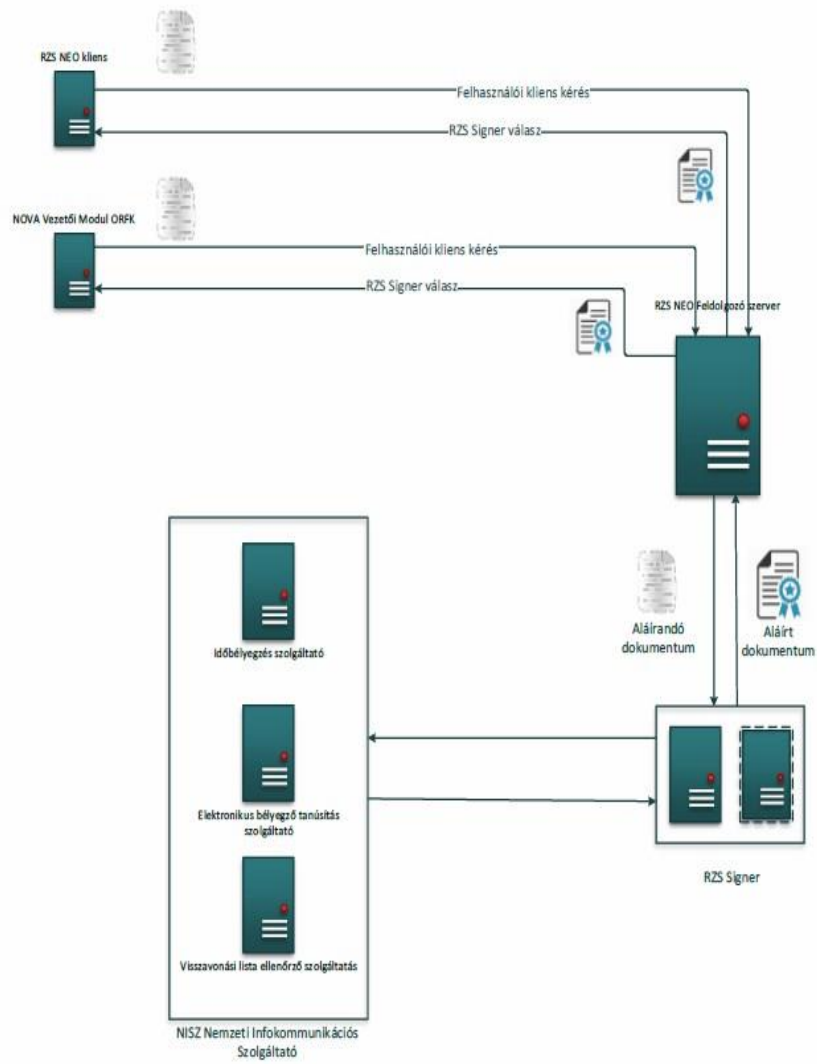 RZS NEO kliens
Felhasználói kliens kérés
RZS Signer válasz
NOVA Vezetői Modul ORFK
Felhasználói kliens kérés
RZS Signer válasz
RZS NEO Feldolgozó szerver
Aláírandó
dokumentum
Aláírt
dokumentum
Időbélyegzés szolgáltató
Elektronikus bélyegző tanúsítás
szolgáltató
Visszavonási lista ellenőrző szolgáltatás
RZS Signer
NISZ Nemzeti Infokommunikációs
Szolgáltató